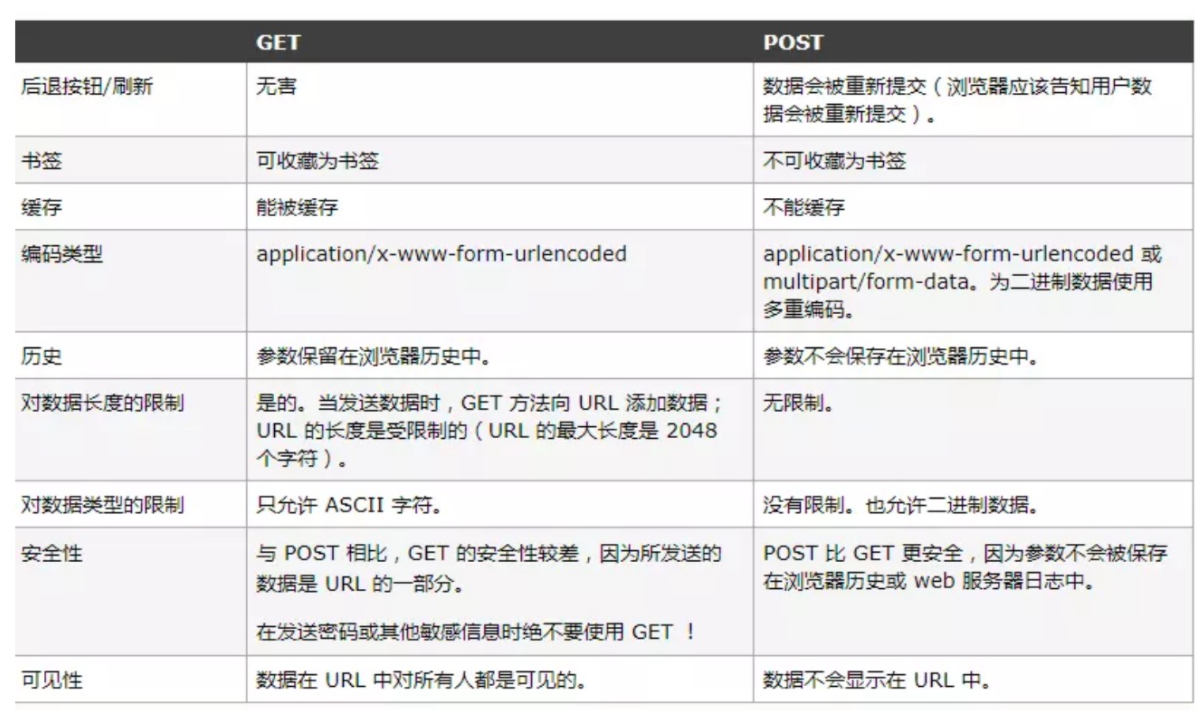 GET POST
后退按钮/刷新 无害 数据会被重新提交（浏览器应该告知用户数
据会被重新提交）。
书签 可收藏为书签 不可收藏为书签
缓存 能被缓存 不能缓存
编码类型 application/x-www-form-urlencoded application/x-www-form-urlencoded 或
multipart/form-data。为二进制数据使用
多重编码。
历史 参数保留在浏览器历史中。 参数不会保存在浏览器历史中。
对数据长度的限制 是的。当发送数据时，GET 方法向 URL 添加数据； 无限制。
URL 的长度是受限制的（URL 的最大长度是 2048
个字符）。
对数据类型的限制 只允许 ASCII 字符。 没有限制。也允许二进制数据。
安全性 与 POST 相比，GET 的安全性较差，因为所发送的 POST 比 GET 更安全，因为参数不会被保存
数据是 URL 的一部分。 在浏览器历史或 web 服务器日志中。
在发送密码或其他敏感信息时绝不要使用 GET ！
可见性 数据在 URL 中对所有人都是可见的。 数据不会显示在 URL 中。